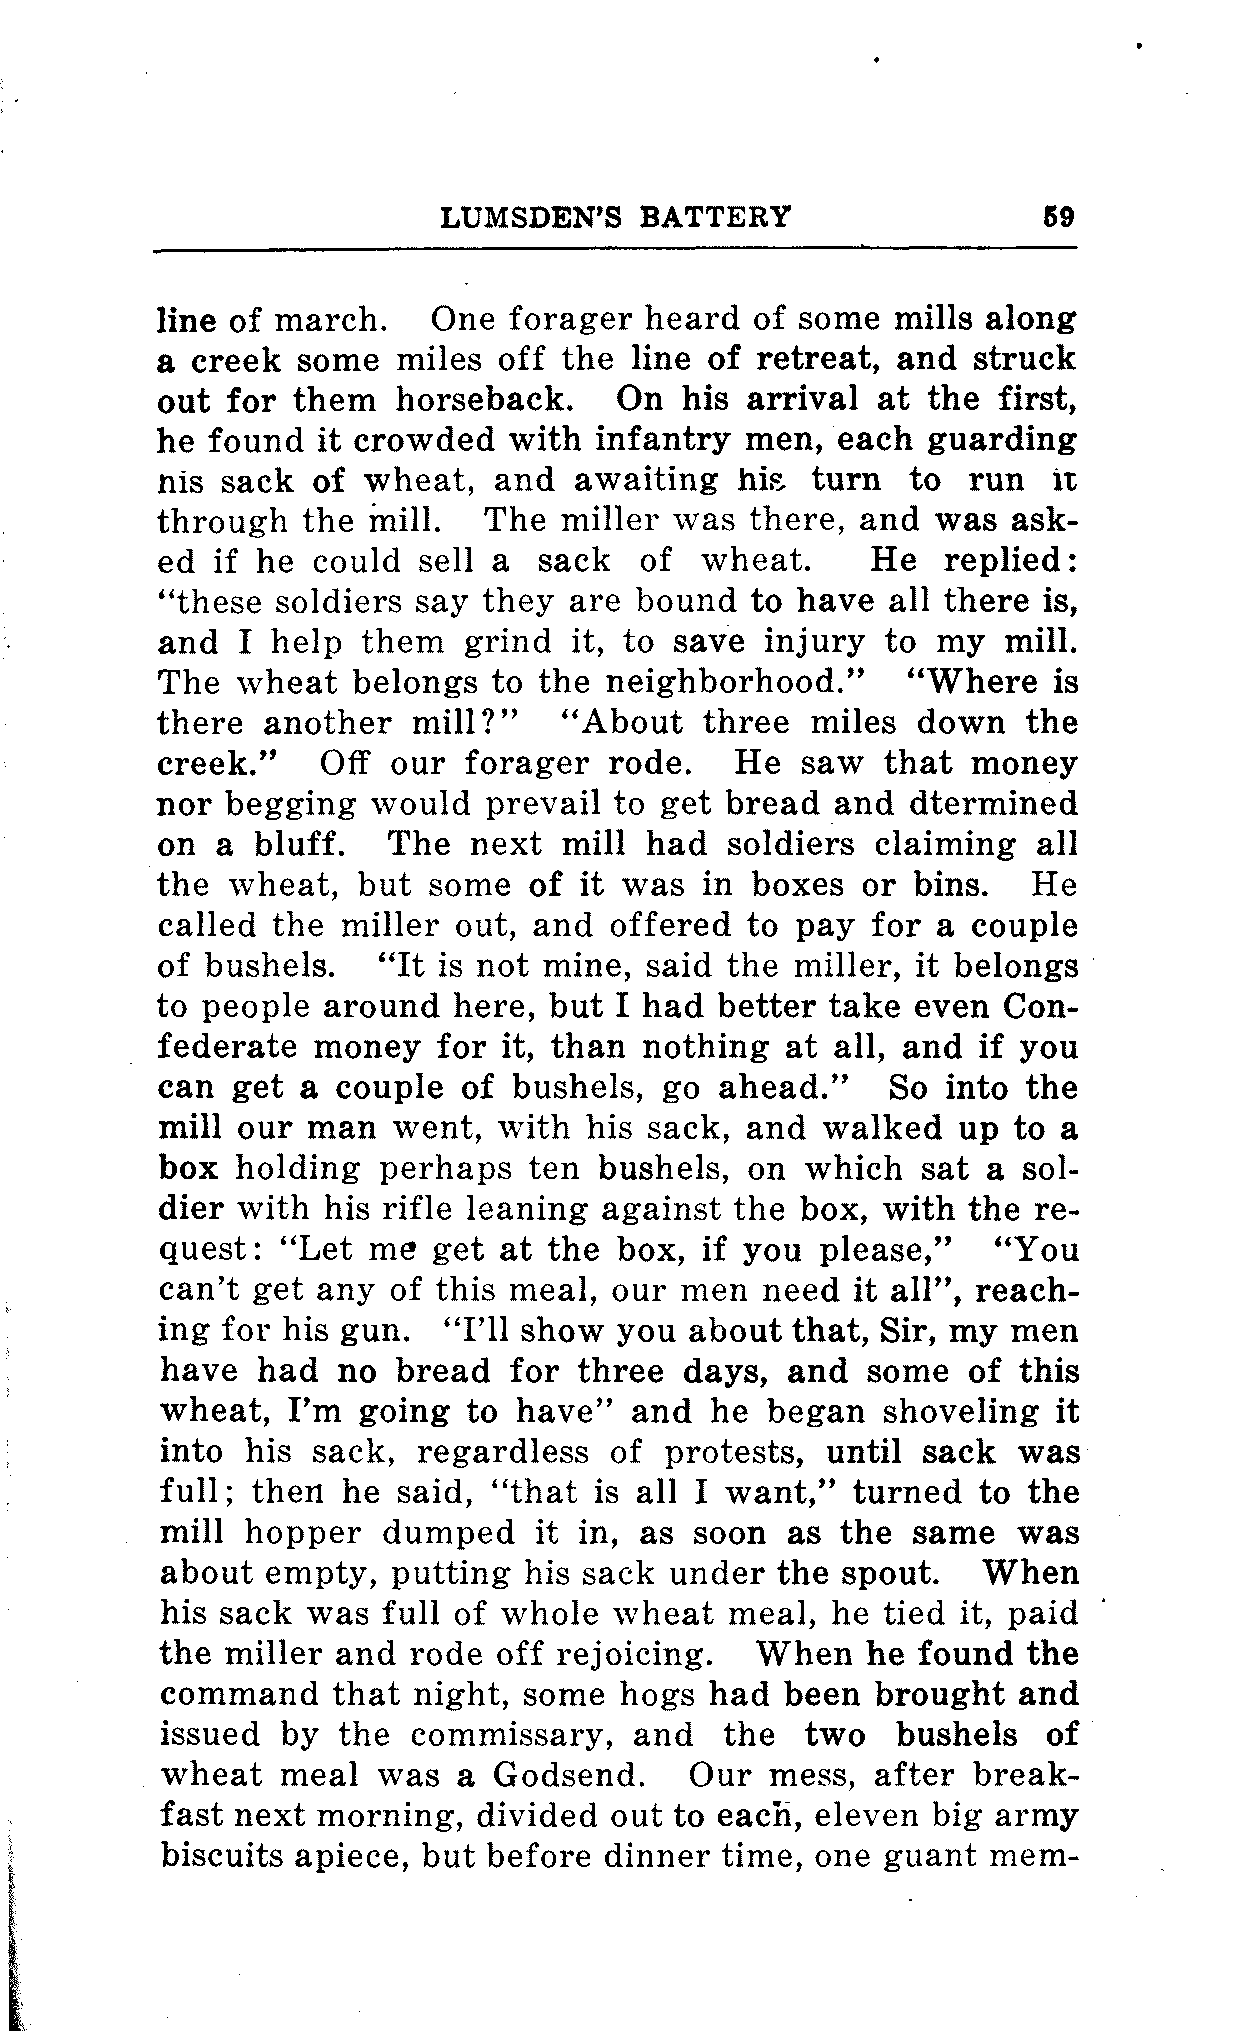 LUMSDEN'S BATTERY 59
line of march. One forager heard of some mills along
a creek some miles off the line of retreat, and struck
out for them horseback. On his arrival at the first,
he found it crowded with infantry men, each guarding
his sack of wheat, and awaiting his turn to run it
through the mill. The miller was there, and was ask-
ed if he could sell a sack of wheat. He replied:
“these soldiers say they are bound to have all there is,
and I help them grind it, to save injury to my mill.
The wheat belongs to the neighborhood.” “Where is
there another mill?” “About three miles down the
creek.” Off our forager rode. He saw that money
nor begging would prevail to get bread and dtermined
on a bluff. The next mill had soldiers claiming all
the wheat, but some of it was in boxes or bins. He
called the miller out, and offered to pay for a couple
of bushels. “It is not mine, said the miller, it belongs
to people around here, but I had better take even Con-
federate money for it, than nothing at all, and if you
can get a couple of bushels, go ahead.” So into the
mill our man went, with his sack, and walked up to a
box holding perhaps ten bushels, on which sat a sol-
dier with his rifle leaning against the box, with the re-
quest: “Let me get at the box, if you please,” “You
can't get any of this meal, our men need it all”, reach-
ing for his gun. “I'll show you about that, Sir, my men
have had no bread for three days, and some of this
wheat, I'm going to have” and he began shoveling it
into his sack, regardless of protests, until sack was
full; then he said, “that is all I want,” turned to the
mill hopper dumped it in, as soon as the same was
about empty, putting his sack under the spout. When
his sack was full of whole wheat meal, he tied it, paid
the miller and rode off rejoicing. When he found the
command that night, some hogs had been brought and
issued by the commissary, and the two bushels of
wheat meal was a Godsend. Our mess, after break-
fast next morning, divided out to each, eleven big army
biscuits apiece, but before dinner time, one guant mem-